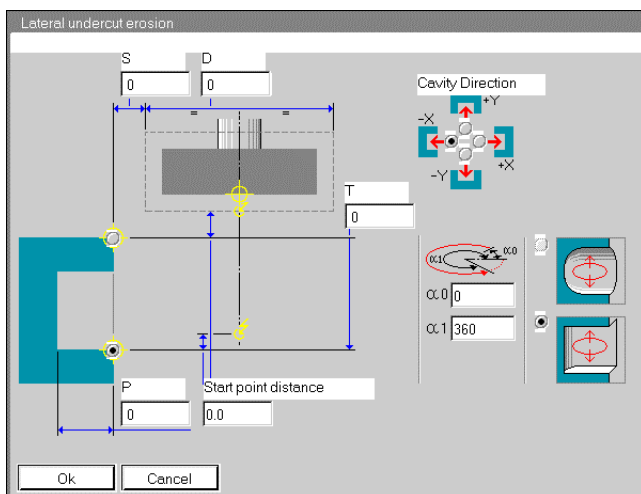 Lateral undercut erosion
S D
0 0
Cavity Direction
+Y
-X
+X
-Y
T
0
α1 α0
α0 0
α1 360
P Start point distance
0 0.0
Ok Cancel